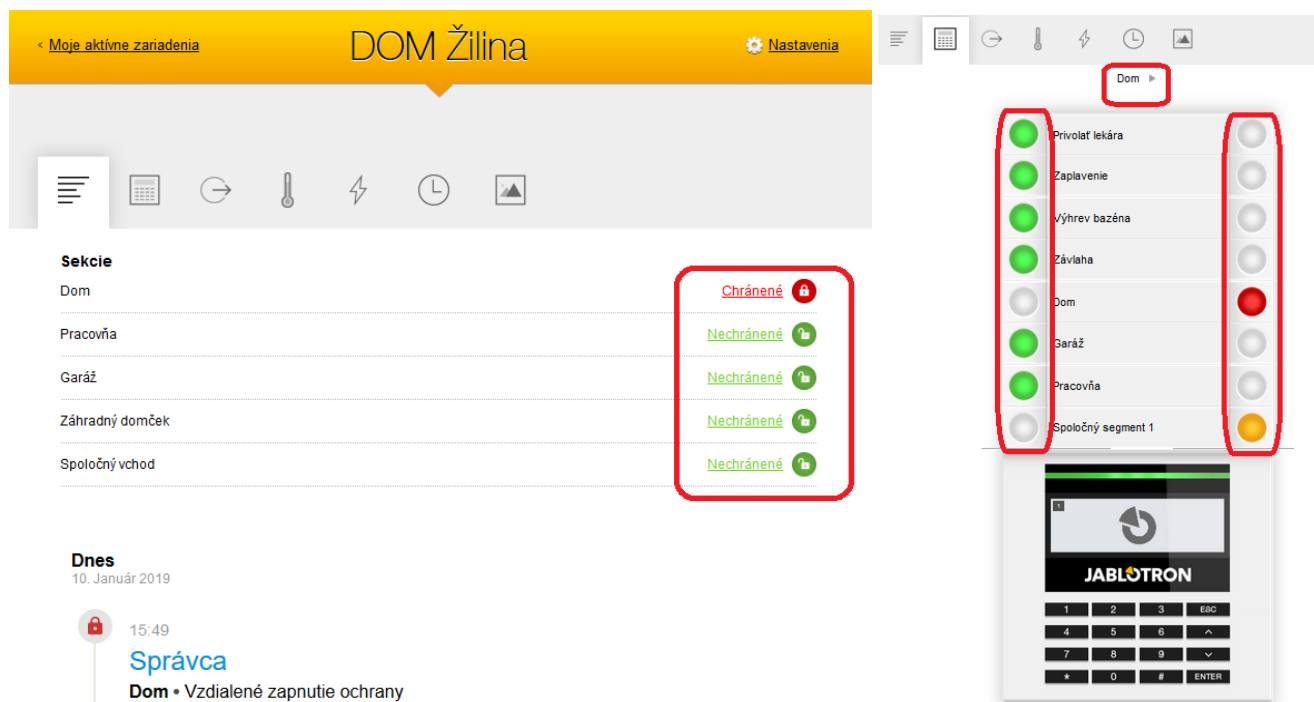 < Moje aktívne zariadenia
DOM Žilina
Nastavenia
Sekcie
Dom
Chránené
Pracovňa
Nechránené
Garáž
Nechránené
Záhradný domček
Nechránené
Spoločný vchod
Nechránené
Dnes
10. Január 2019
15:49
Správca
Dom • Vzdialené zapnutie ochrany
Dom
Privolať lekára
Zaplavenie
Výhrev bazéna
Závlaha
Dom
Garáž
Pracovňa
Spoločný segment 1
1
JABLOTRON
1 2 3 ESC
4 5 6
7 8 9
* 0 # ENTER